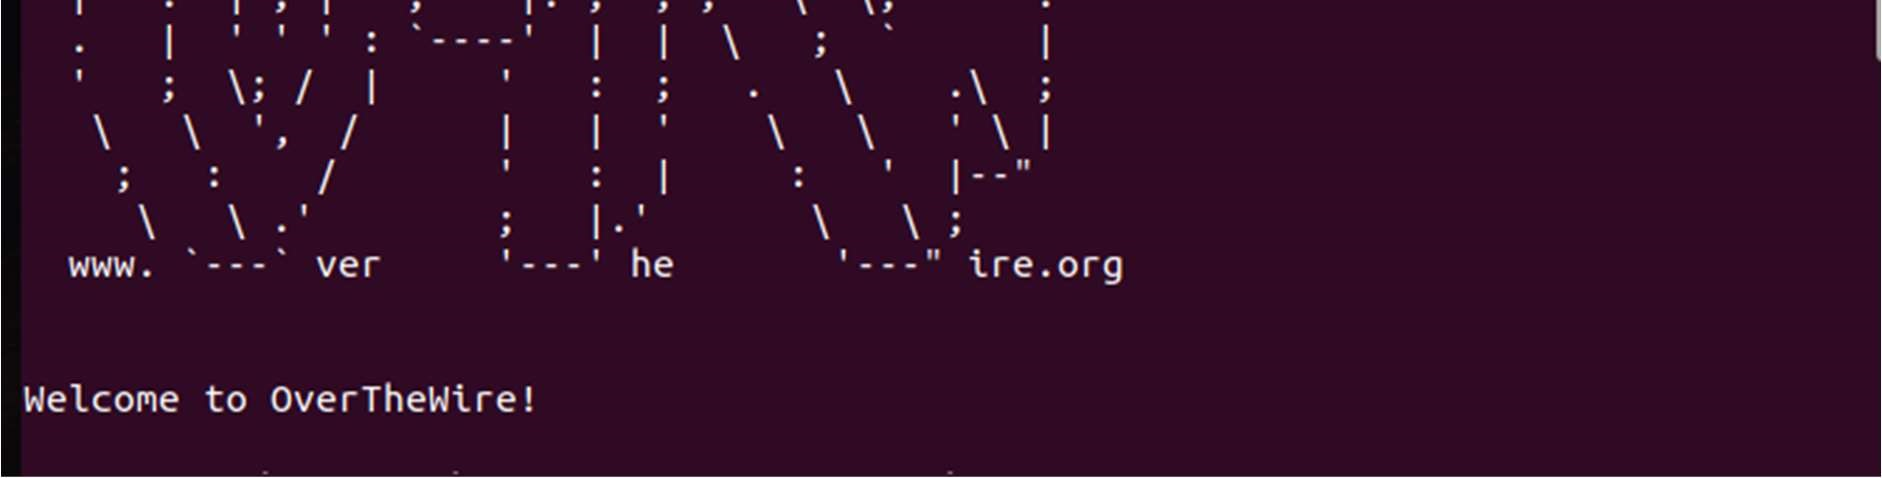 www. `---` ver '---' he '---" ire.org
Welcome to OverTheWire!